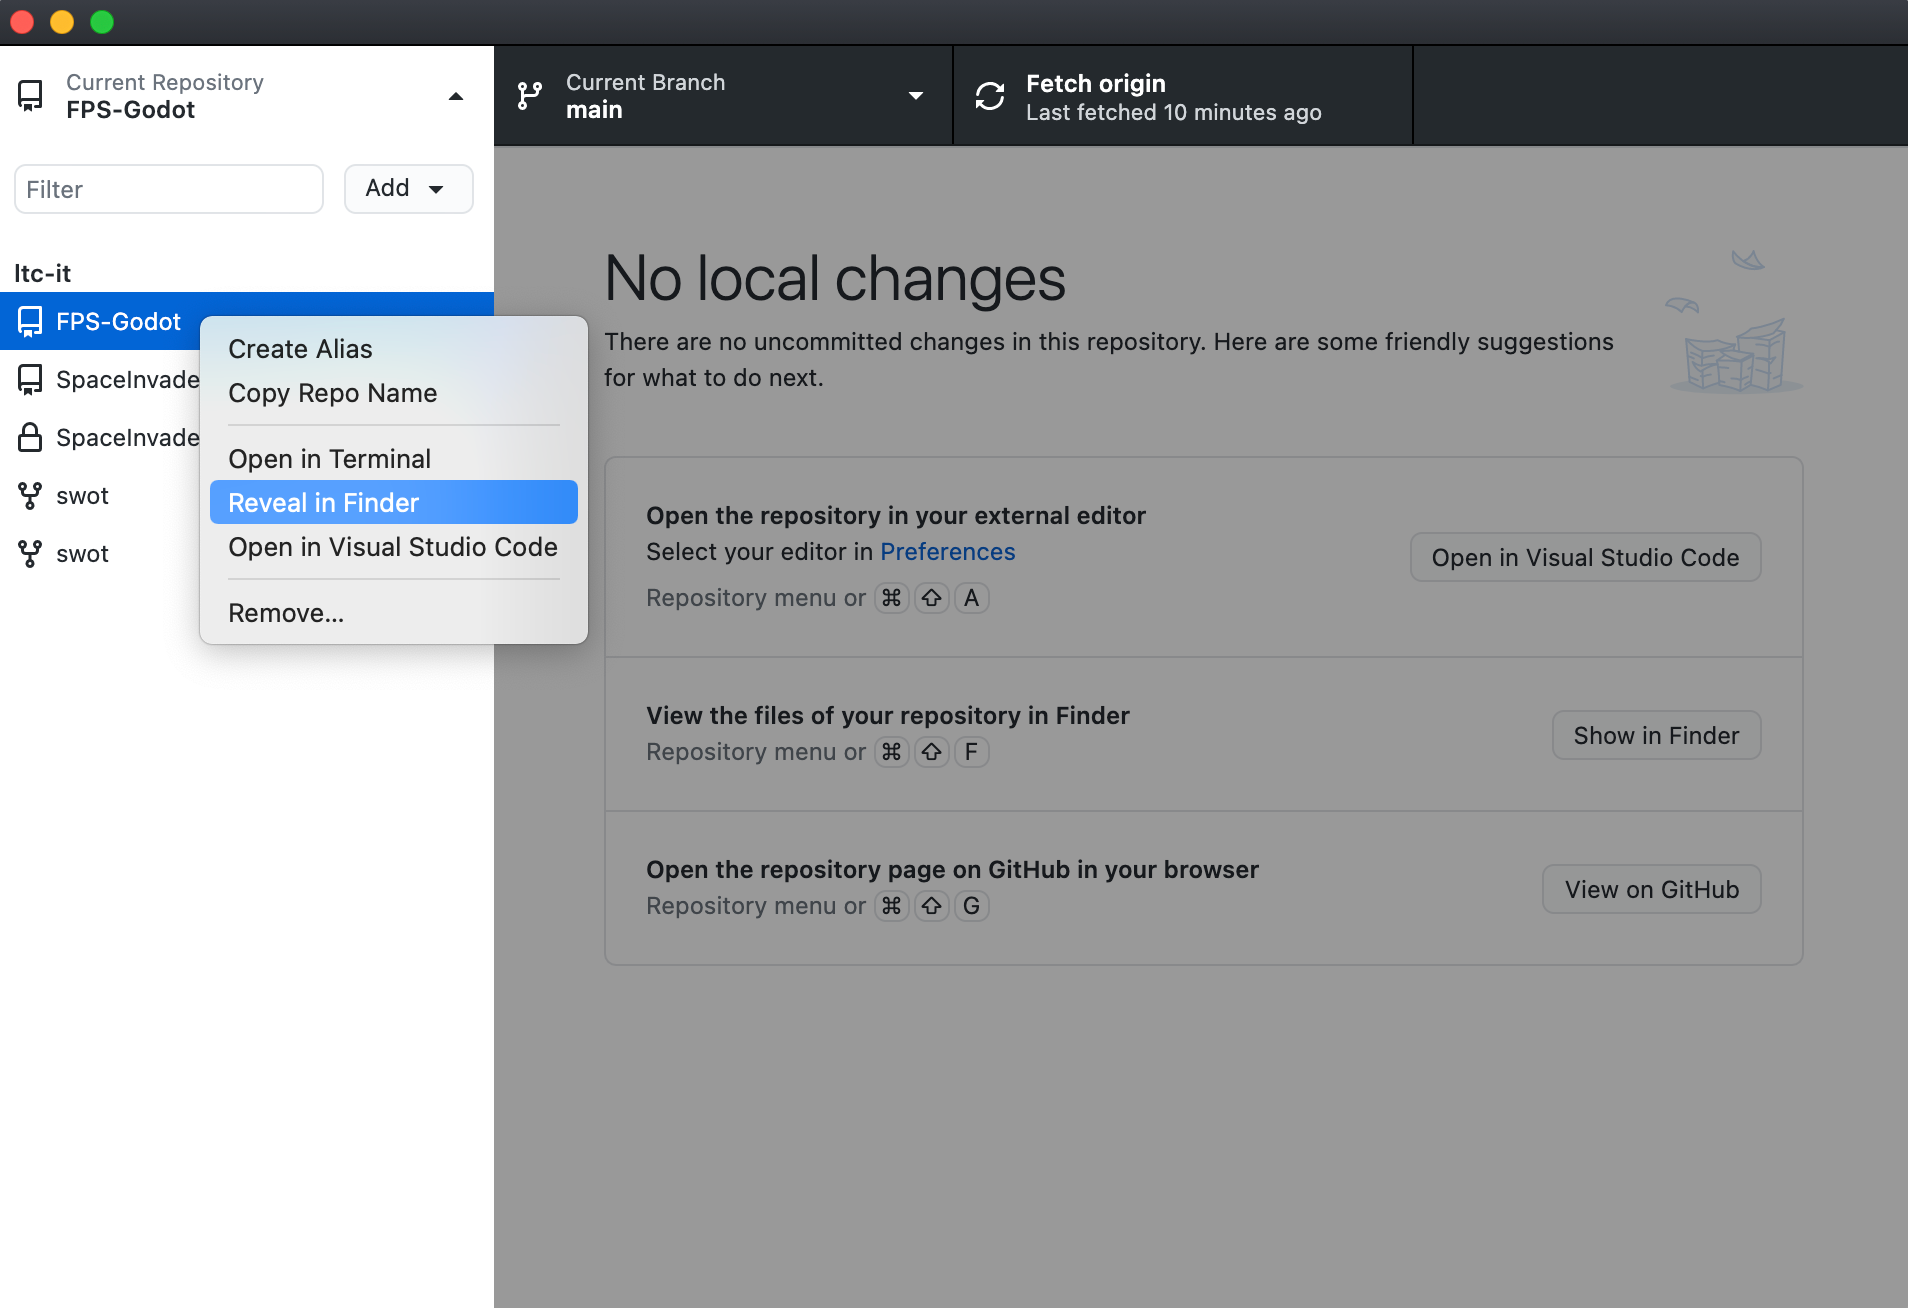 Current Repository
FPS-Godot
Current Branch
main
Fetch origin
Last fetched 10 minutes ago
Filter
Add
ltc-it
FPS-Godot
SpaceInvade
SpaceInvade
swot
swot
Create Alias
Copy Repo Name
Open in Terminal
Reveal in Finder
Open in Visual Studio Code
Remove...
No local changes
There are no uncommitted changes in this repository. Here are some friendly suggestions
for what to do next.
Open the repository in your external editor
Select your editor in Preferences
Repository menu or ⌘ ⇧ A
Open in Visual Studio Code
View the files of your repository in Finder
Repository menu or ⌘ ⇧ F
Show in Finder
Open the repository page on GitHub in your browser
Repository menu or ⌘ ⇧ G
View on GitHub